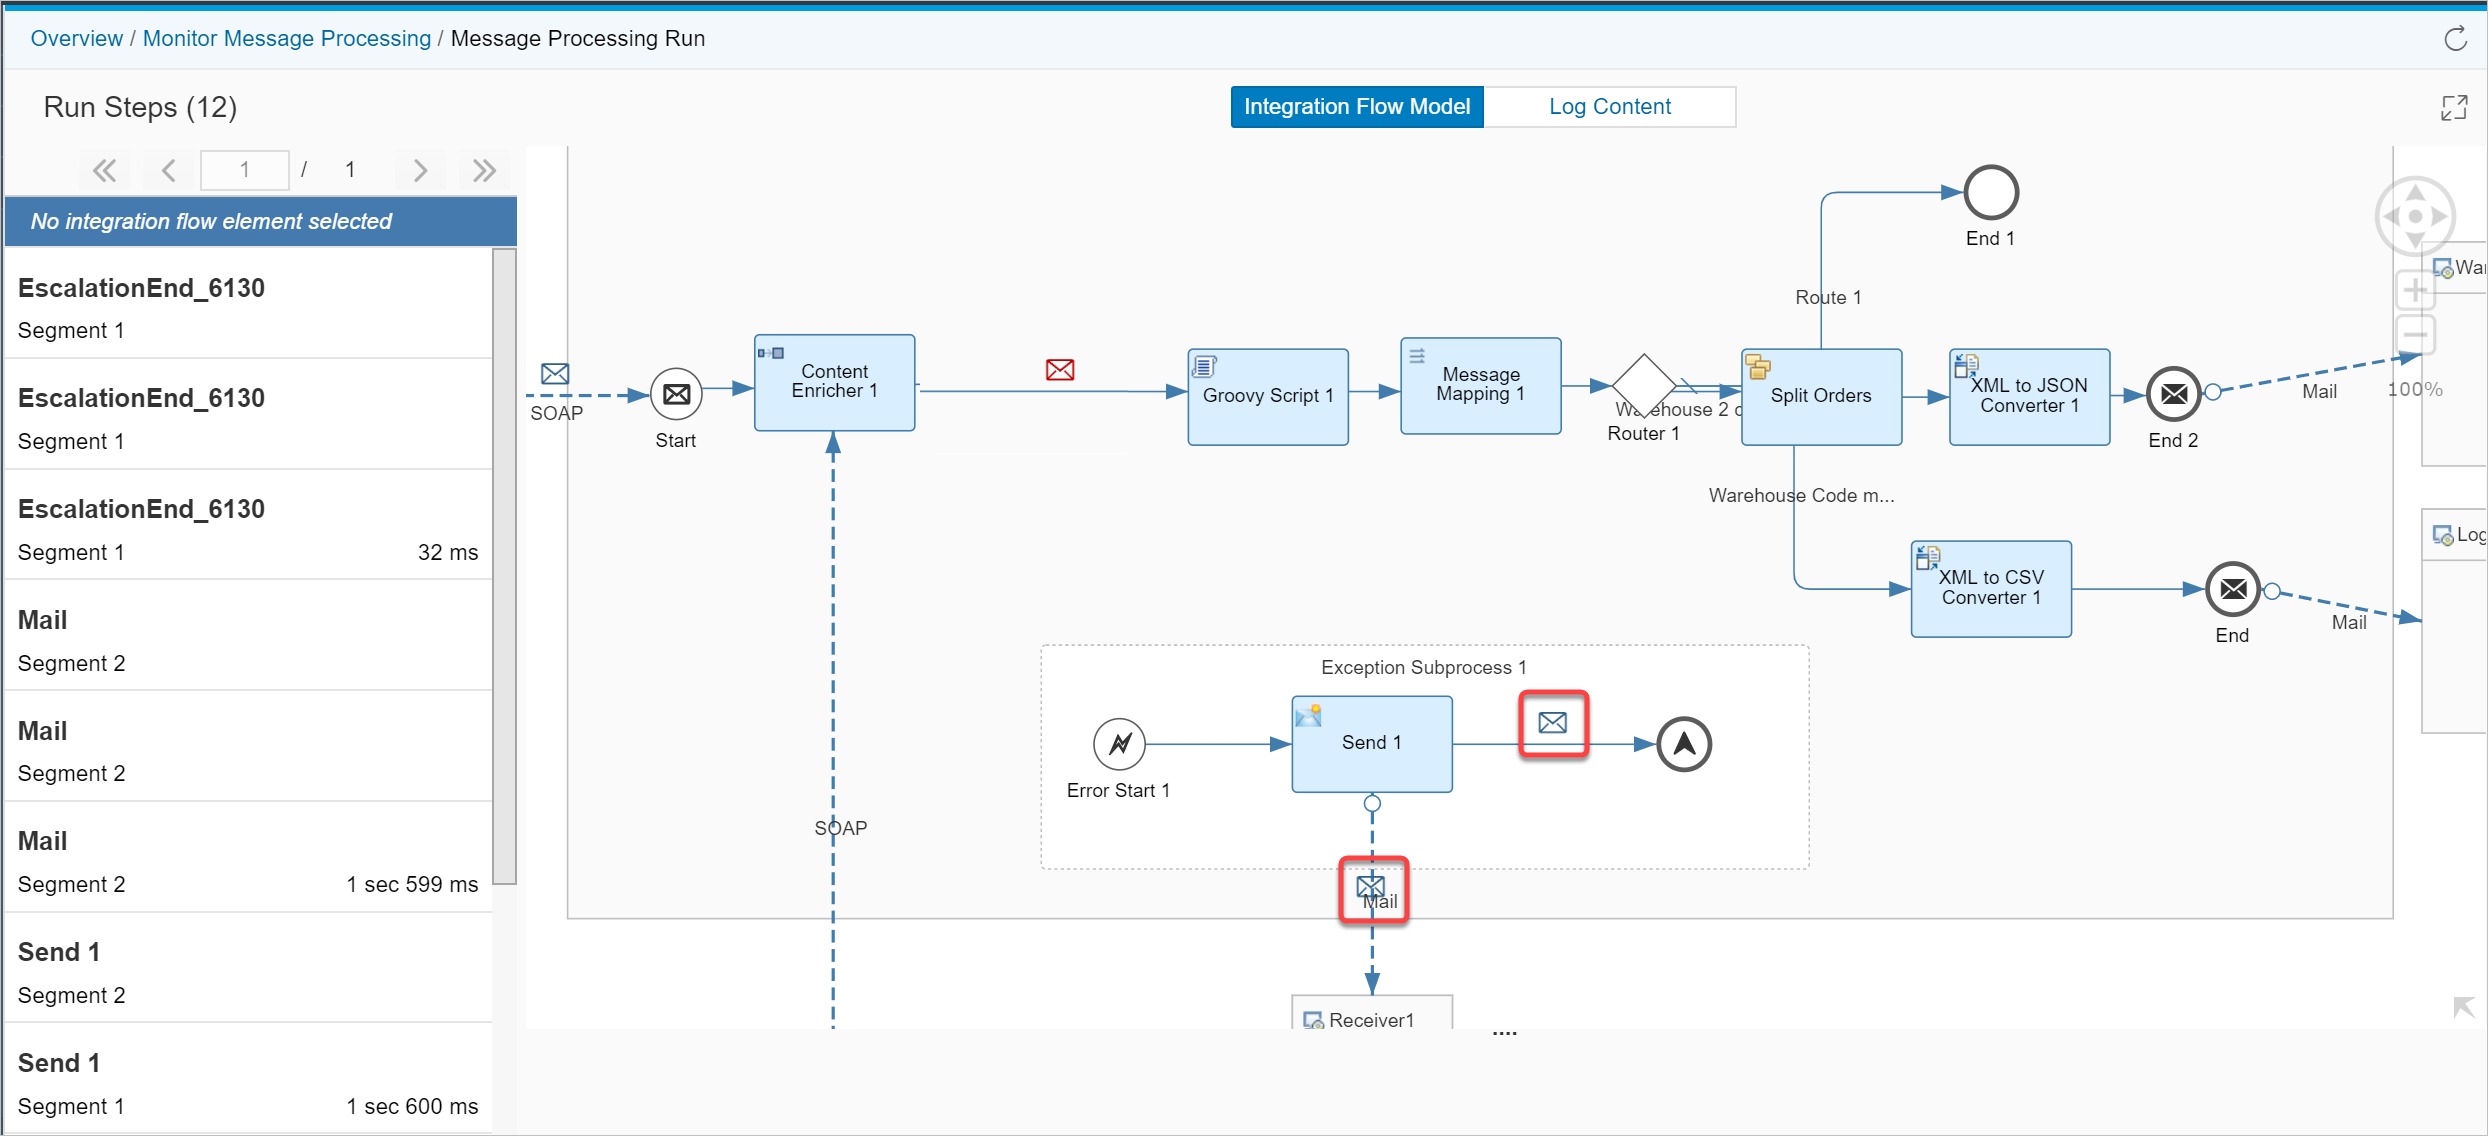 Overview / Monitor Message Processing / Message Processing Run
Run Steps (12)
Integration Flow Model
Log Content
1 / 1
No integration flow element selected
EscalationEnd_6130
Segment 1
EscalationEnd_6130
Segment 1
EscalationEnd_6130
Segment 1 32 ms
Mail
Segment 2
Mail
Segment 2
Mail
Segment 2 1 sec 599 ms
Send 1
Segment 2
Send 1
Segment 1 1 sec 600 ms
SOAP
Start
Content
Enricher 1
Groovy Script 1
Message
Mapping 1
Warehouse 2 c
Router 1
Route 1
End 1
Split Orders
XML to JSON
Converter 1
End 2
Mail
100%
War
Warehouse Code m...
XML to CSV
Converter 1
End
Mail
Log
Exception Subprocess 1
Error Start 1
Send 1
SOAP
Mail
Receiver1
....